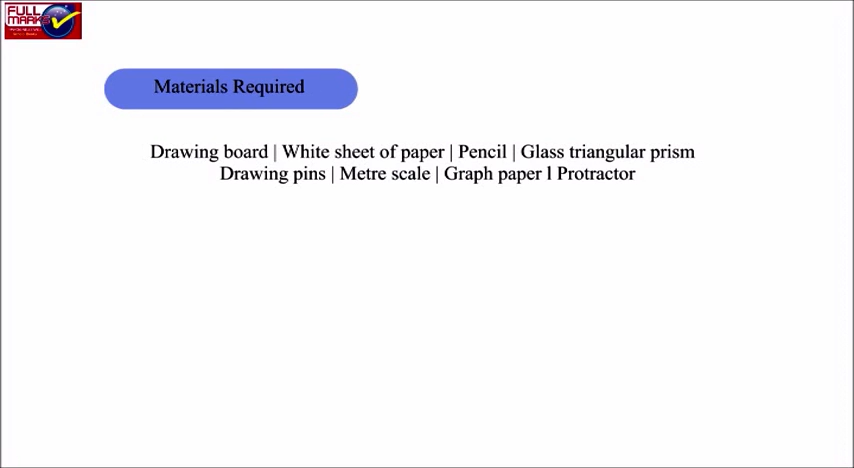 FULL
MARKS
Materials Required
Drawing board | White sheet of paper | Pencil | Glass triangular prism
Drawing pins | Metre scale | Graph paper l Protractor